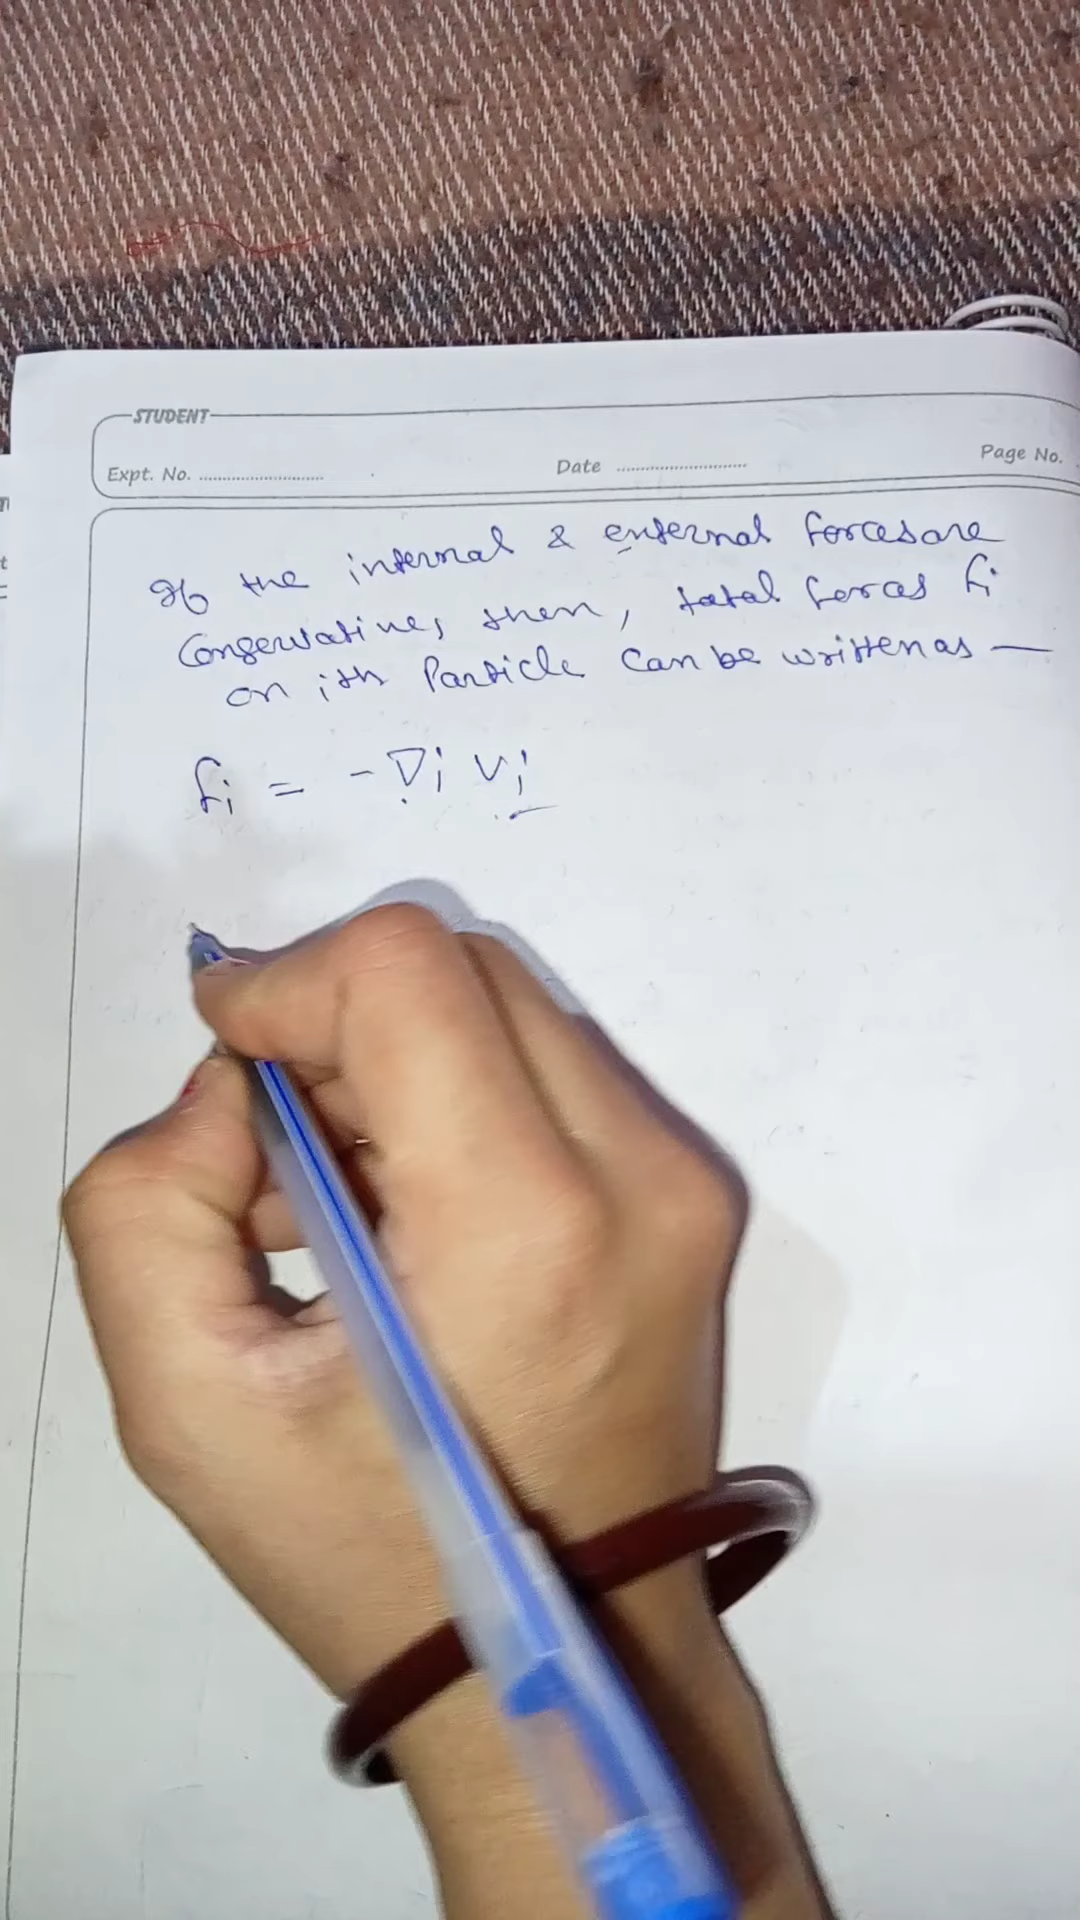 STUDENT
Expt. No. ............................
Date ............................
Page No.
If the internal & external forces are
Conservative, then, total forces Fi
on ith Particle can be written as —
Fi = - ∇i Vi